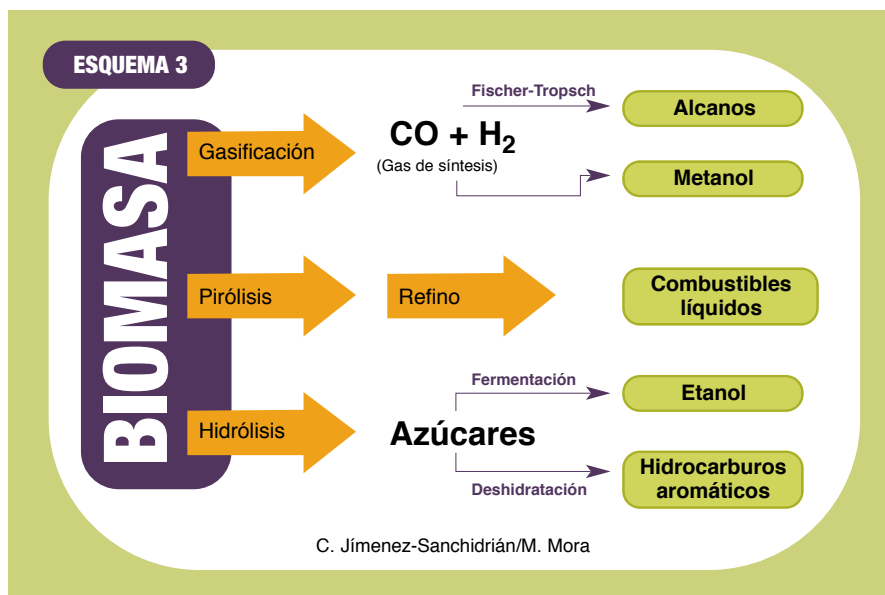 ESQUEMA 3
BIOMASA
Gasificación
CO + H₂
(Gas de síntesis)
Fischer-Tropsch
Alcanos
Metanol
Pirólisis
Refino
Combustibles
líquidos
Hidrólisis
Azúcares
Fermentación
Etanol
Deshidratación
Hidrocarburos
aromáticos
C. Jímenez-Sanchidrián/M. Mora